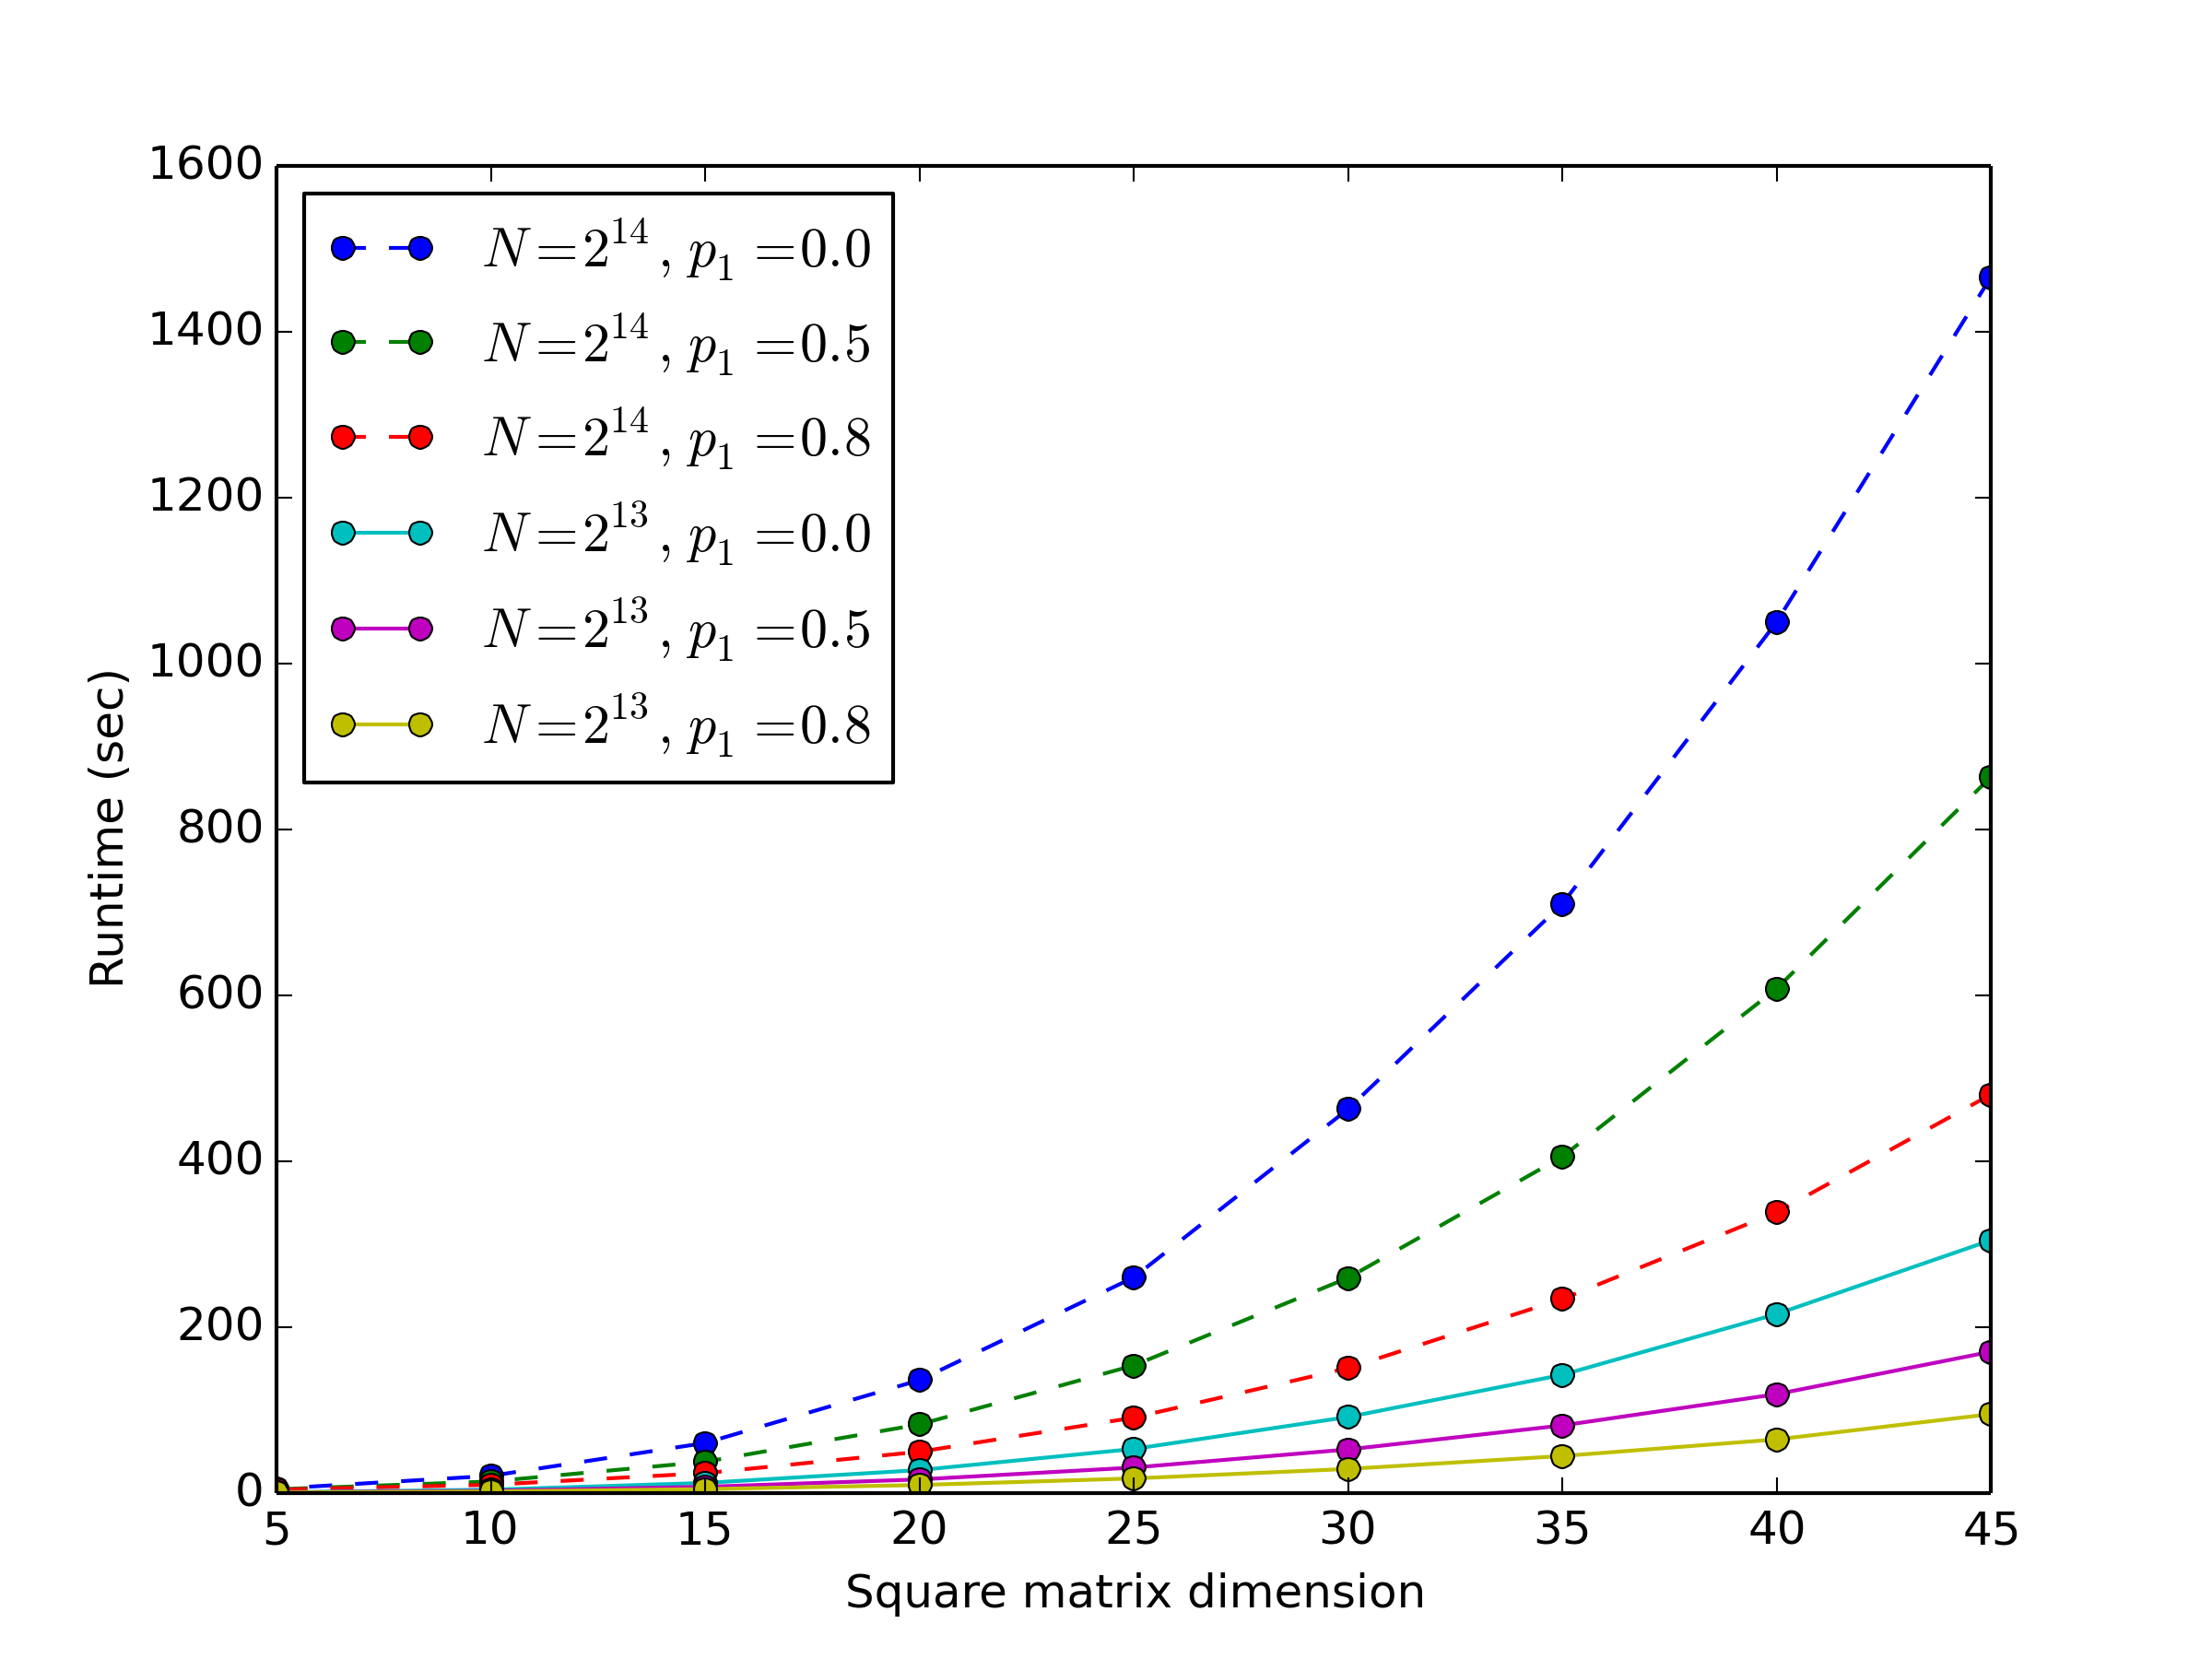 1600
1400
1200
1000
800
600
400
200
0
Runtime (sec)
N=2^14, p_1=0.0
N=2^14, p_1=0.5
N=2^14, p_1=0.8
N=2^13, p_1=0.0
N=2^13, p_1=0.5
N=2^13, p_1=0.8
5 10 15 20 25 30 35 40 45
Square matrix dimension